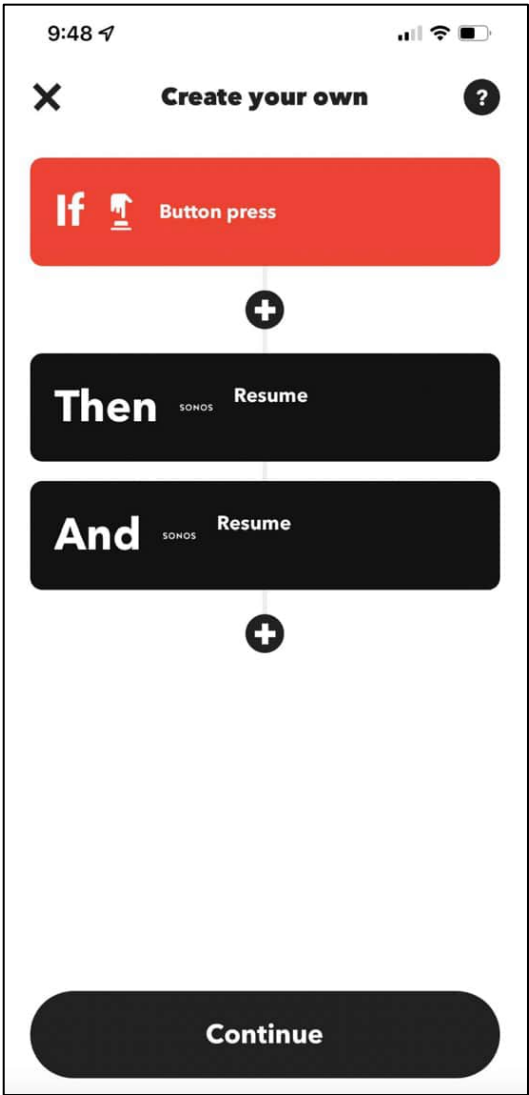 9:48
Create your own
?
If Button press
Then SONOS Resume
And SONOS Resume
Continue